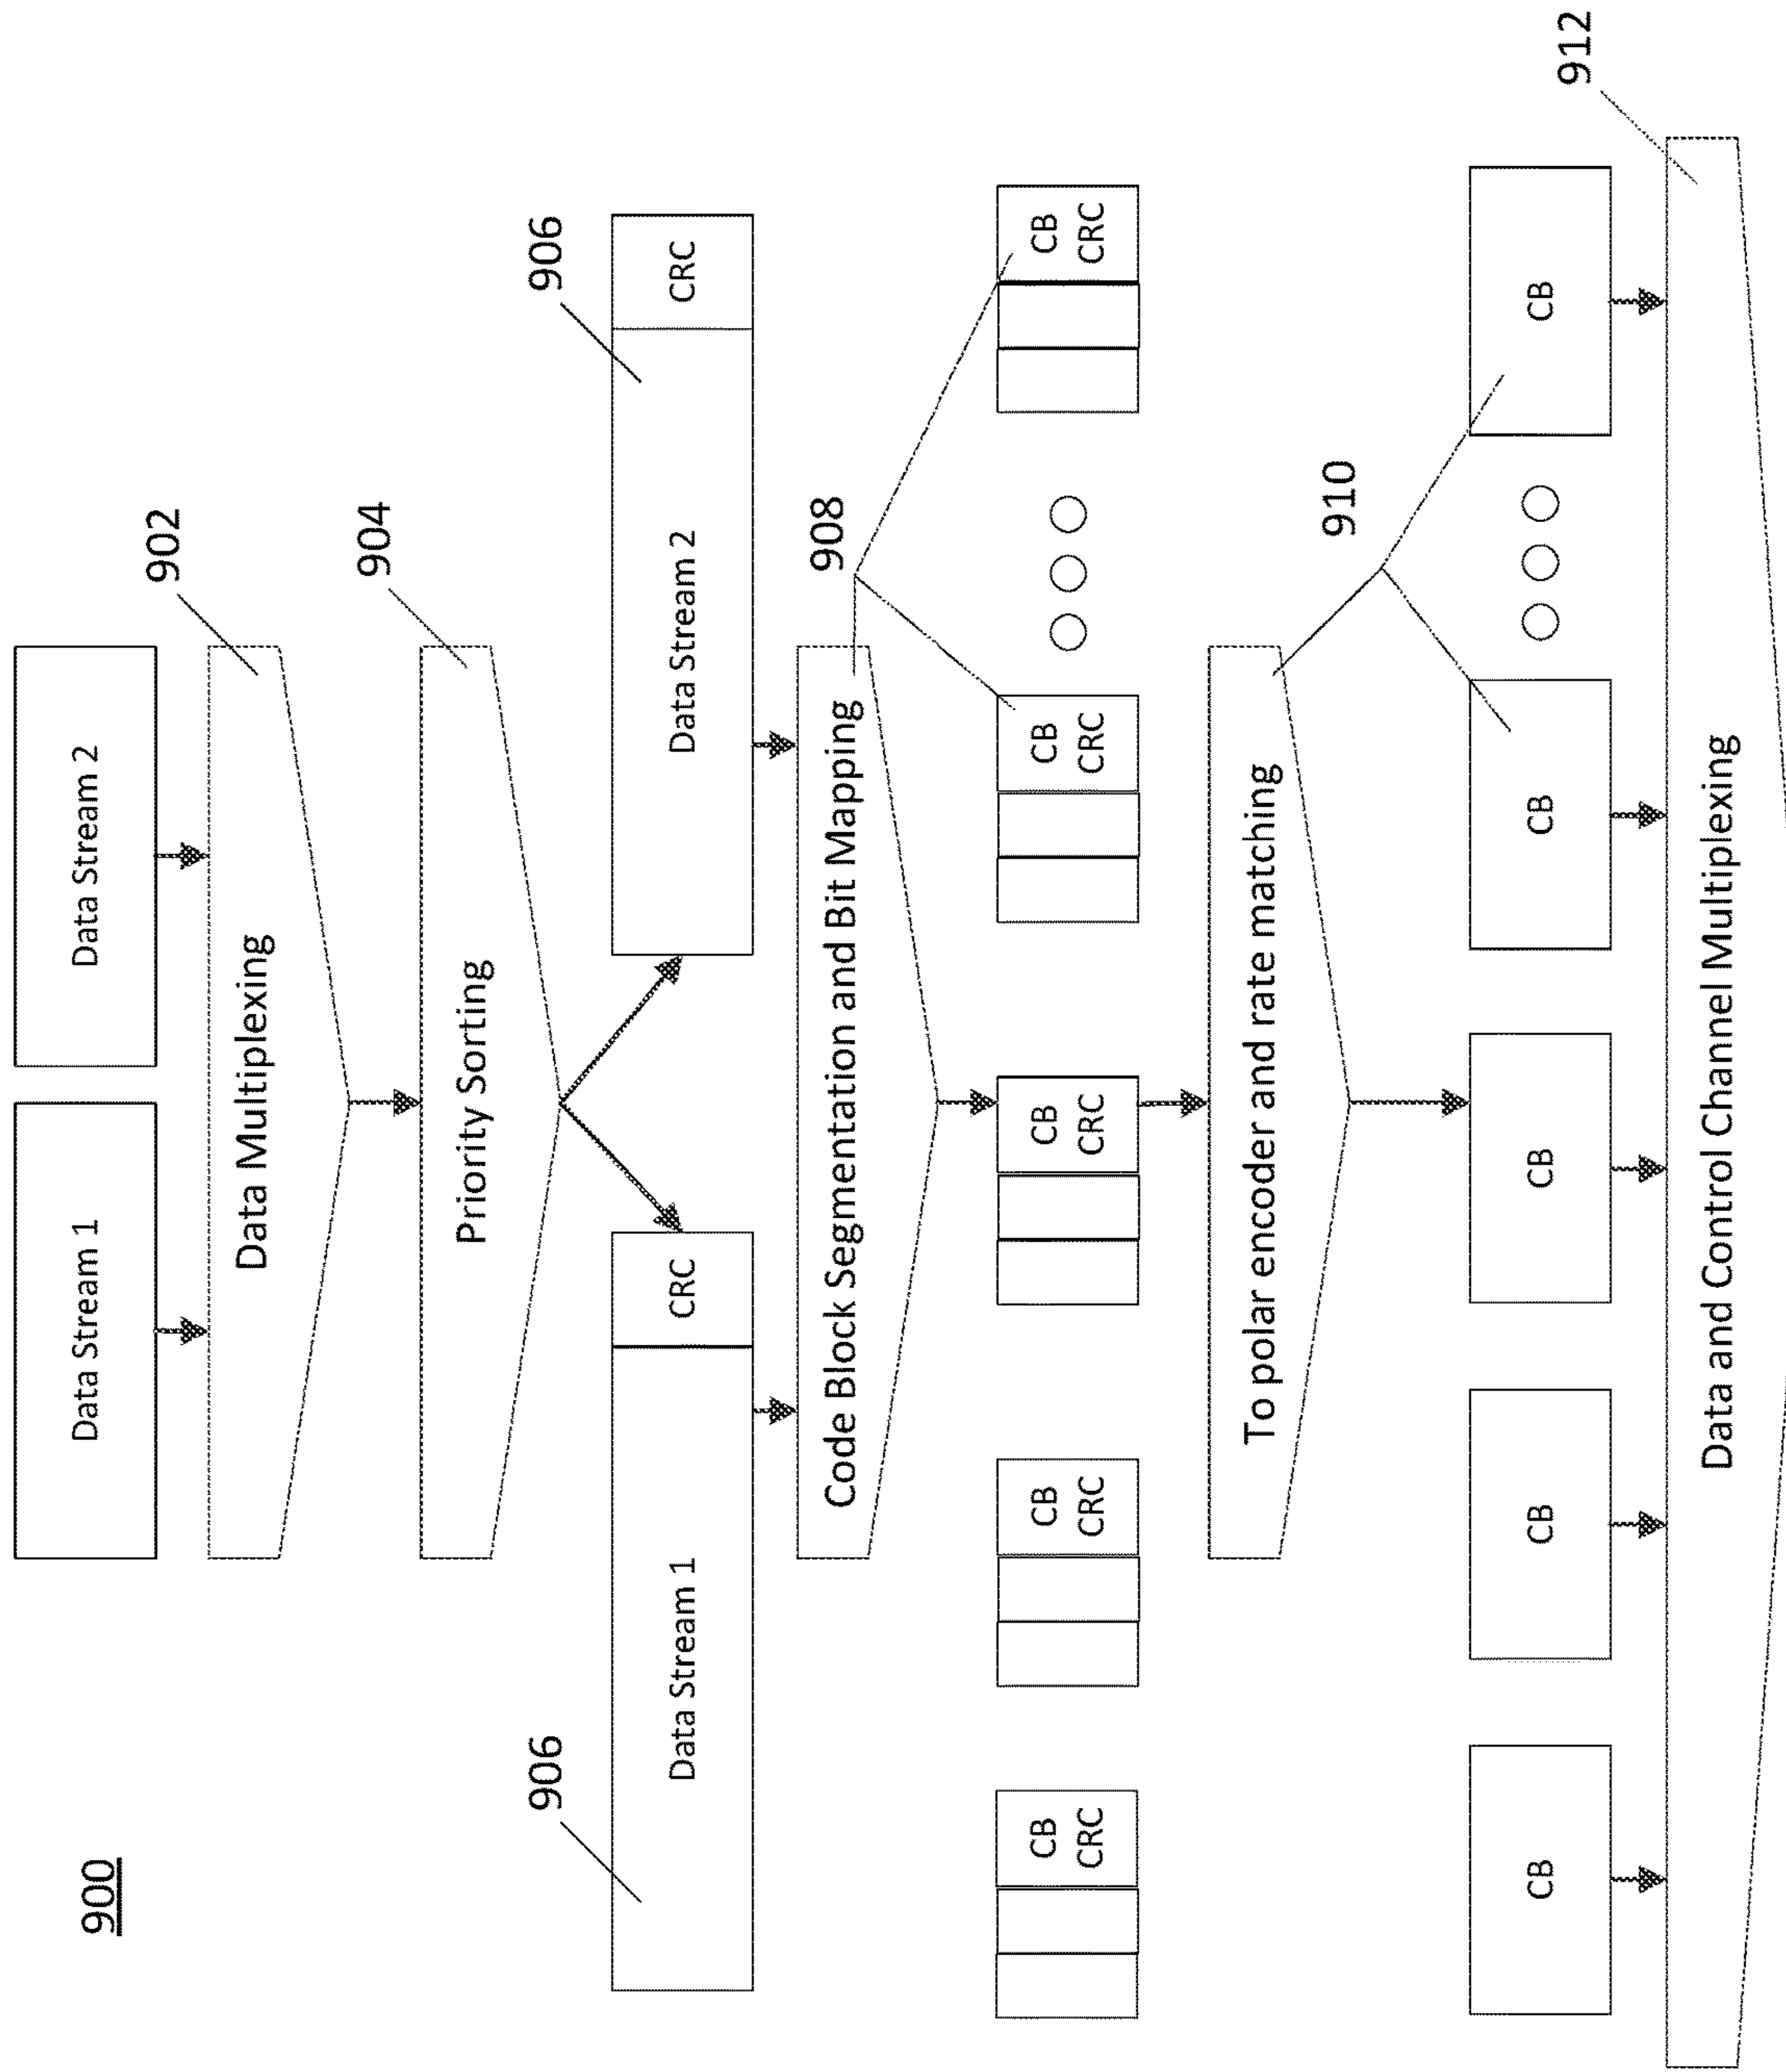 900
Data Stream 1
Data Stream 2
902
Data Multiplexing
904
Priority Sorting
906
906
Data Stream 1
CRC
Data Stream 2
CRC
Code Block Segmentation and Bit Mapping
908
CB
CRC
CB
CRC
CB
CRC
CB
CRC
CB
CRC
To polar encoder and rate matching
910
CB
CB
CB
CB
CB
912
Data and Control Channel Multiplexing